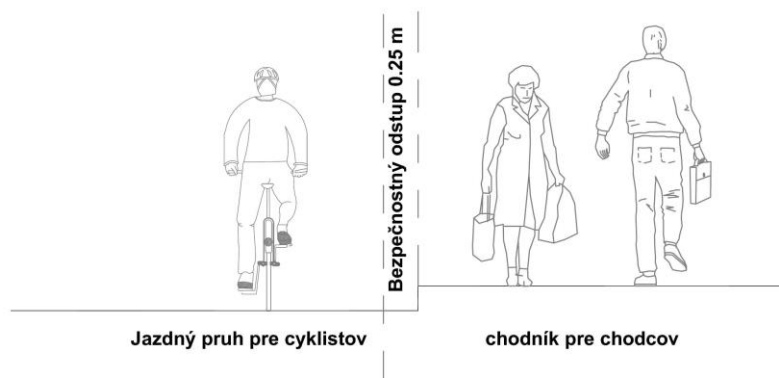 Bezpečnostný odstup 0.25 m
Jazdný pruh pre cyklistov
chodník pre chodcov